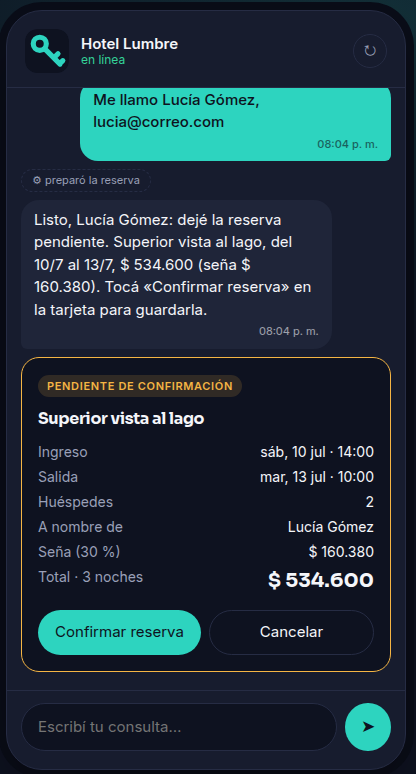 Hotel Lumbre
en línea
Me llamo Lucía Gómez,
lucia@correo.com
08:04 p. m.
preparó la reserva
Listo, Lucía Gómez: dejé la reserva
pendiente. Superior vista al lago, del
10/7 al 13/7, $ 534.600 (seña $
160.380). Tocá «Confirmar reserva» en
la tarjeta para guardarla.
08:04 p. m.
PENDIENTE DE CONFIRMACIÓN
Superior vista al lago
Ingreso sáb, 10 jul · 14:00
Salida mar, 13 jul · 10:00
Huéspedes 2
A nombre de Lucía Gómez
Seña (30 %) $ 160.380
Total · 3 noches $ 534.600
Confirmar reserva Cancelar
Escribí tu consulta...